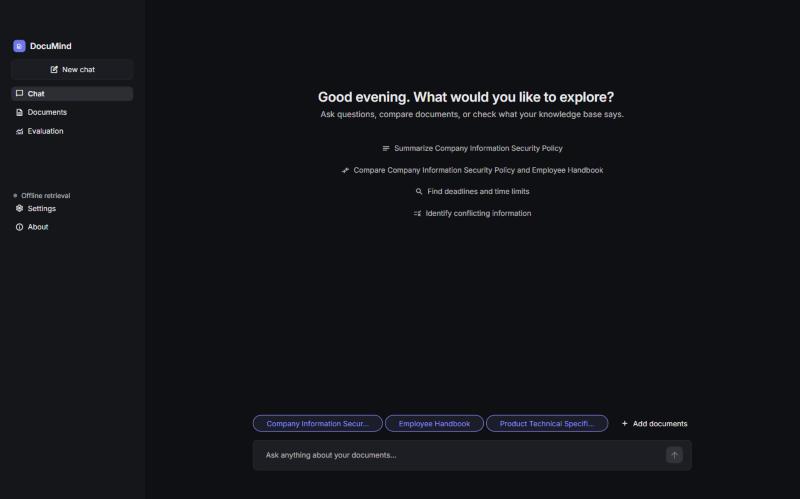 DocuMind
New chat
Chat
Documents
Evaluation
Offline retrieval
Settings
About
Good evening. What would you like to explore?
Ask questions, compare documents, or check what your knowledge base says.
Summarize Company Information Security Policy
Compare Company Information Security Policy and Employee Handbook
Find deadlines and time limits
Identify conflicting information
Company Information Secur... Employee Handbook Product Technical Specifi... + Add documents
Ask anything about your documents...